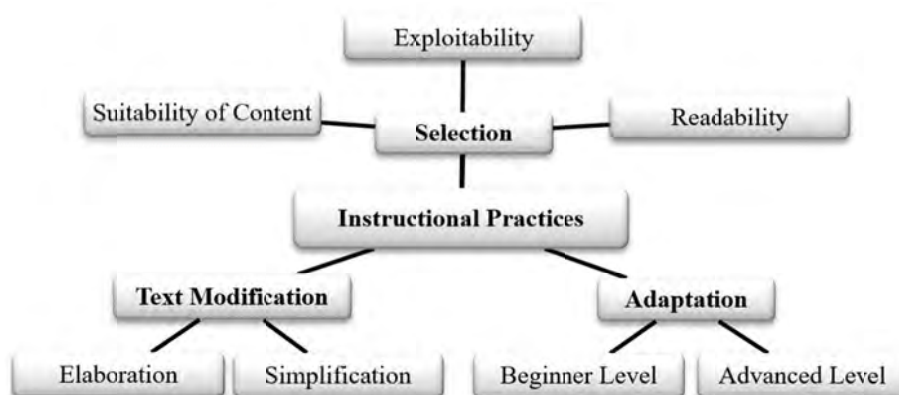 Exploitability
Suitability of Content
Readability
Selection
Instructional Practices
Text Modification
Adaptation
Elaboration
Simplification
Beginner Level
Advanced Level